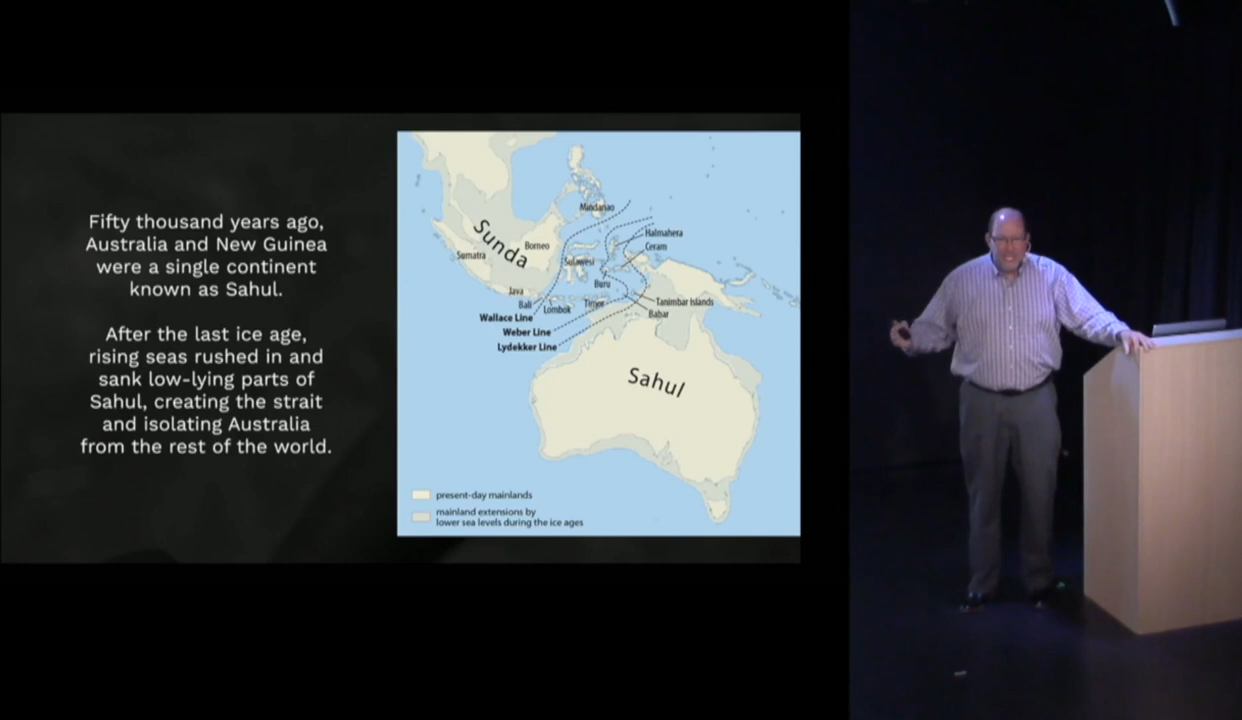 Fifty thousand years ago,
Australia and New Guinea
were a single continent
known as Sahul.
After the last ice age,
rising seas rushed in and
sank low-lying parts of
Sahul, creating the strait
and isolating Australia
from the rest of the world.
Mindanao
Halmahera
Ceram
Sunda
Borneo
Sumatra
Sulawesi
Buru
Java
Bali
Lombok
Timor
Tanimbar Islands
Babar
Wallace Line
Weber Line
Lydekker Line
Sahul
present-day mainlands
mainland extensions by
lower sea levels during the ice ages